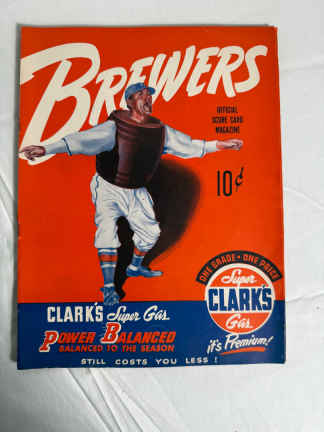 BREWERS
OFFICIAL
SCORE CARD
MAGAZINE
10¢
ONE GRADE • ONE PRICE
Super
CLARK'S
Gas
it's Premium!
CLARK'S Super Gas
POWER BALANCED
BALANCED TO THE SEASON
STILL COSTS YOU LESS !